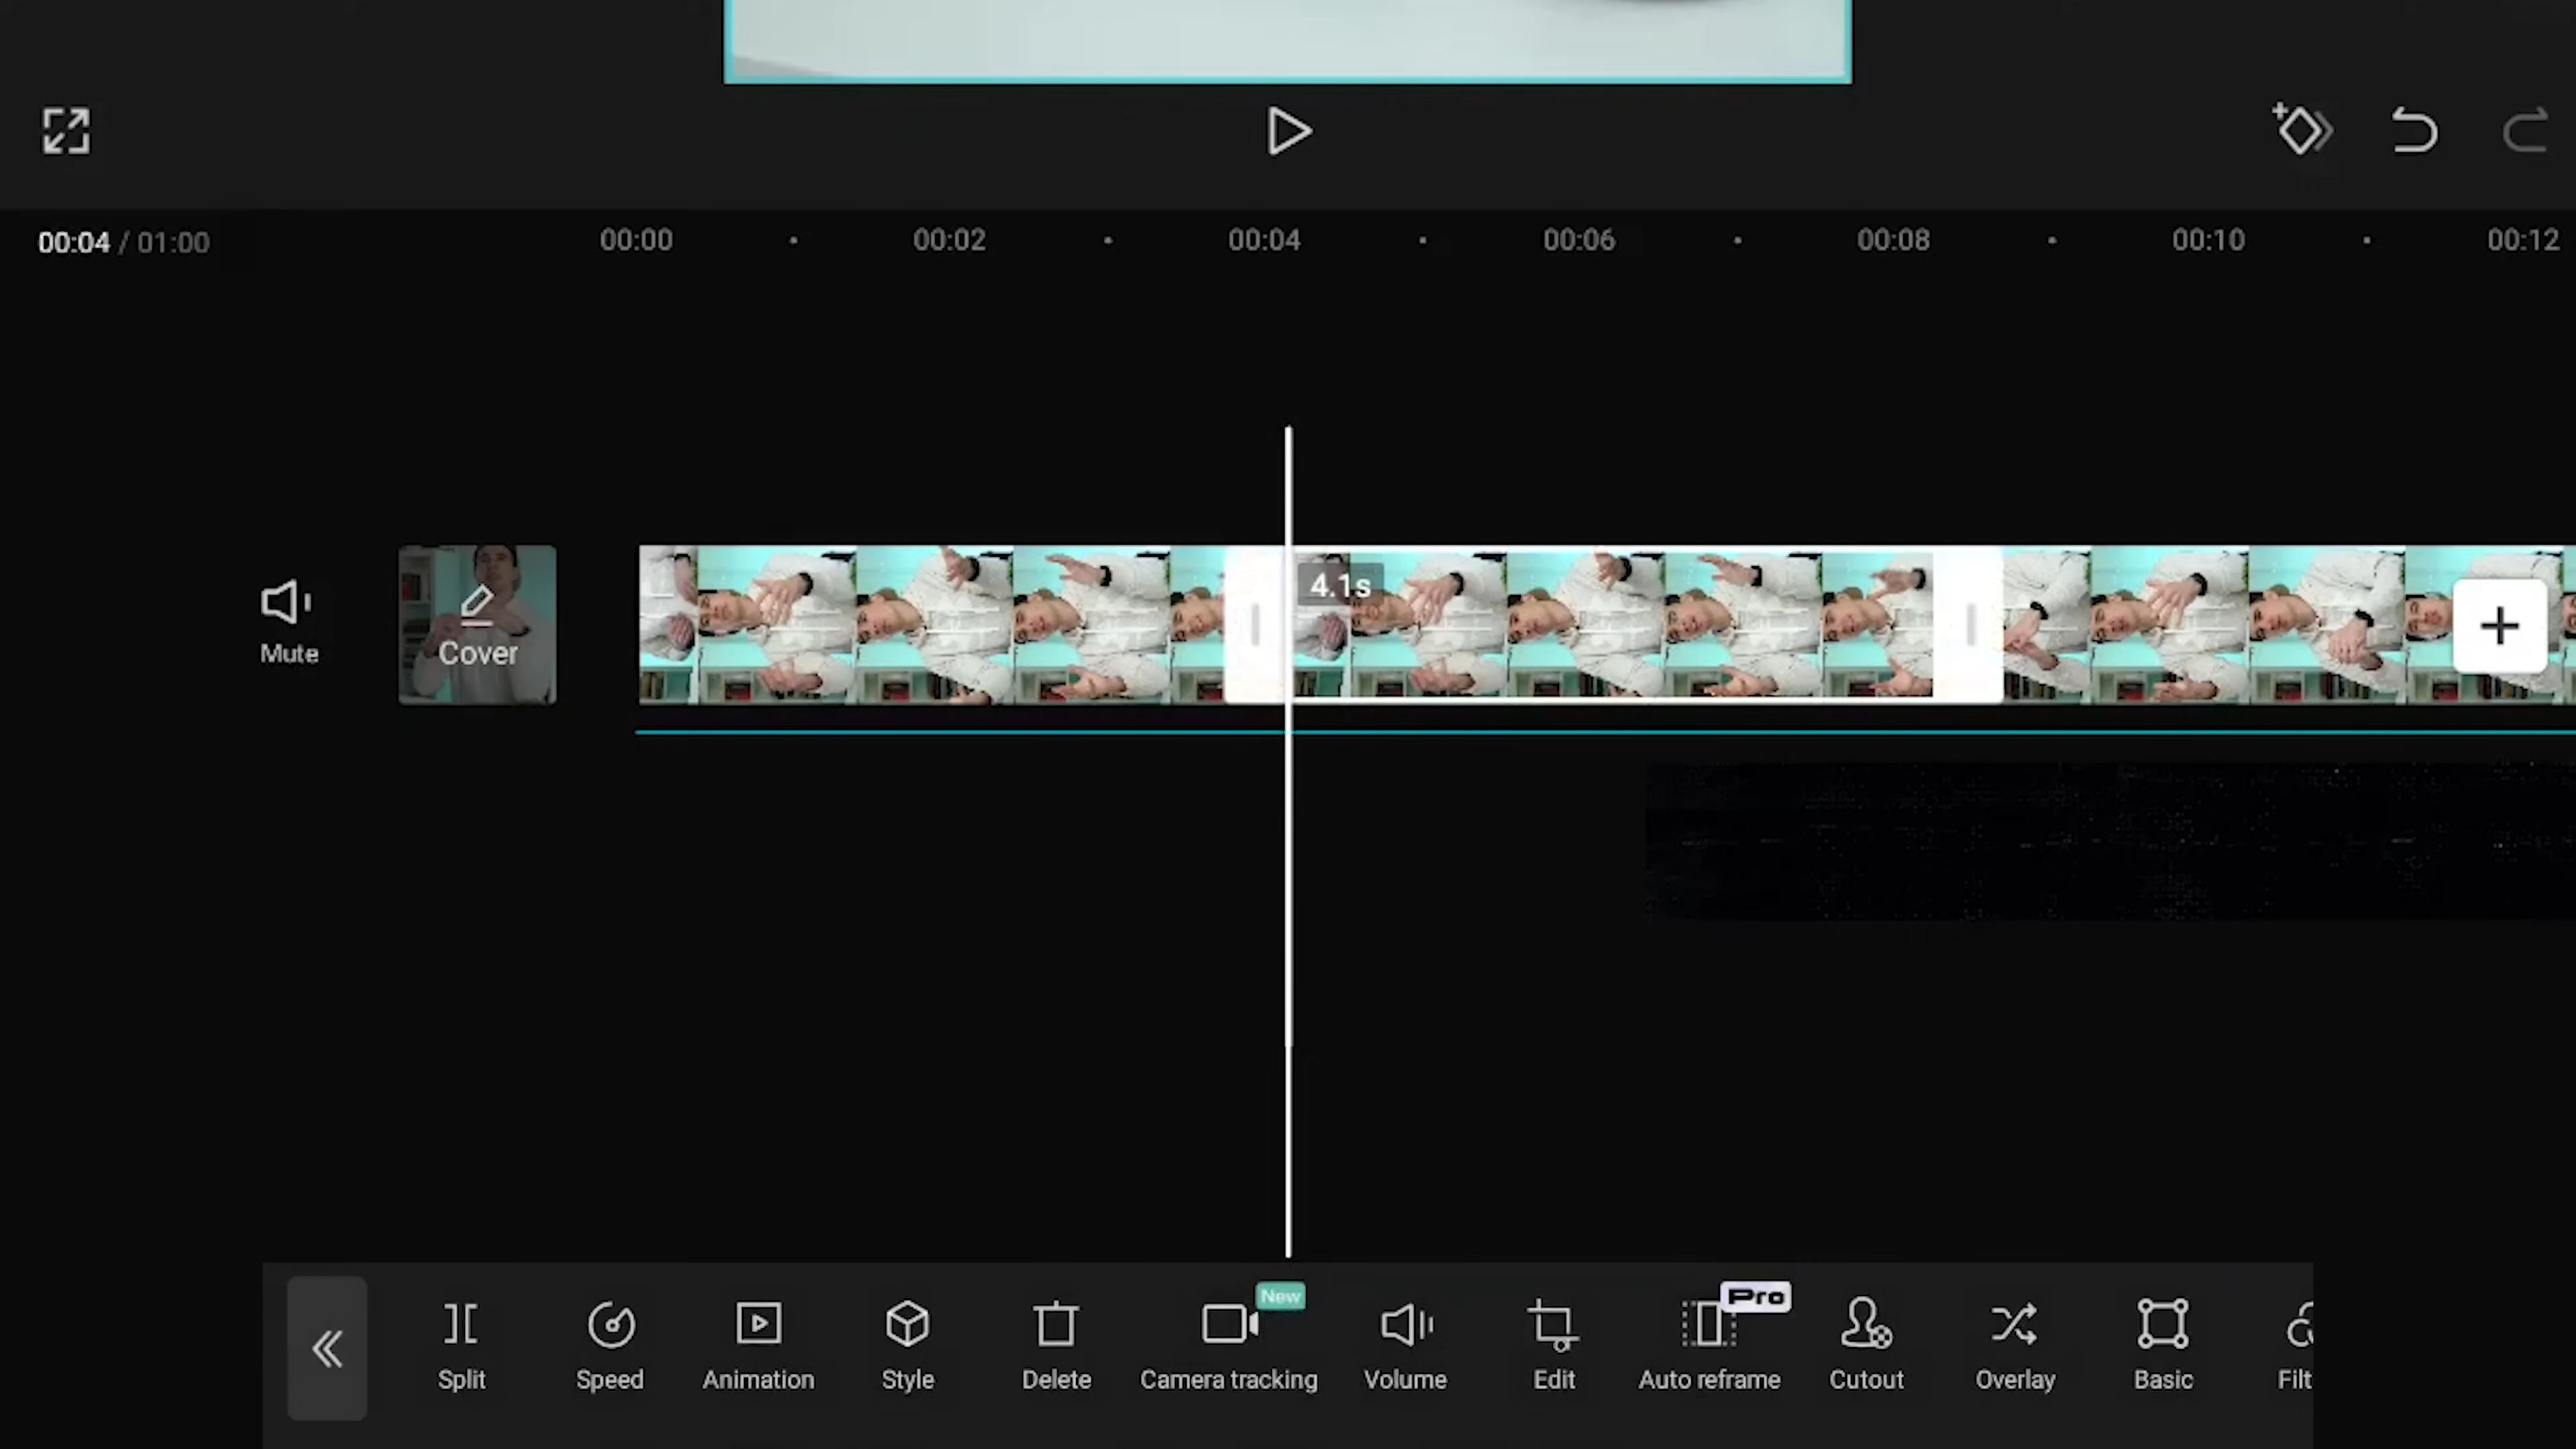 00:04 / 01:00
00:00 00:02 00:04 00:06 00:08 00:10 00:12
4.1s
Mute
Cover
New
Pro
Split Speed Animation Style Delete Camera tracking Volume Edit Auto reframe Cutout Overlay Basic Filt